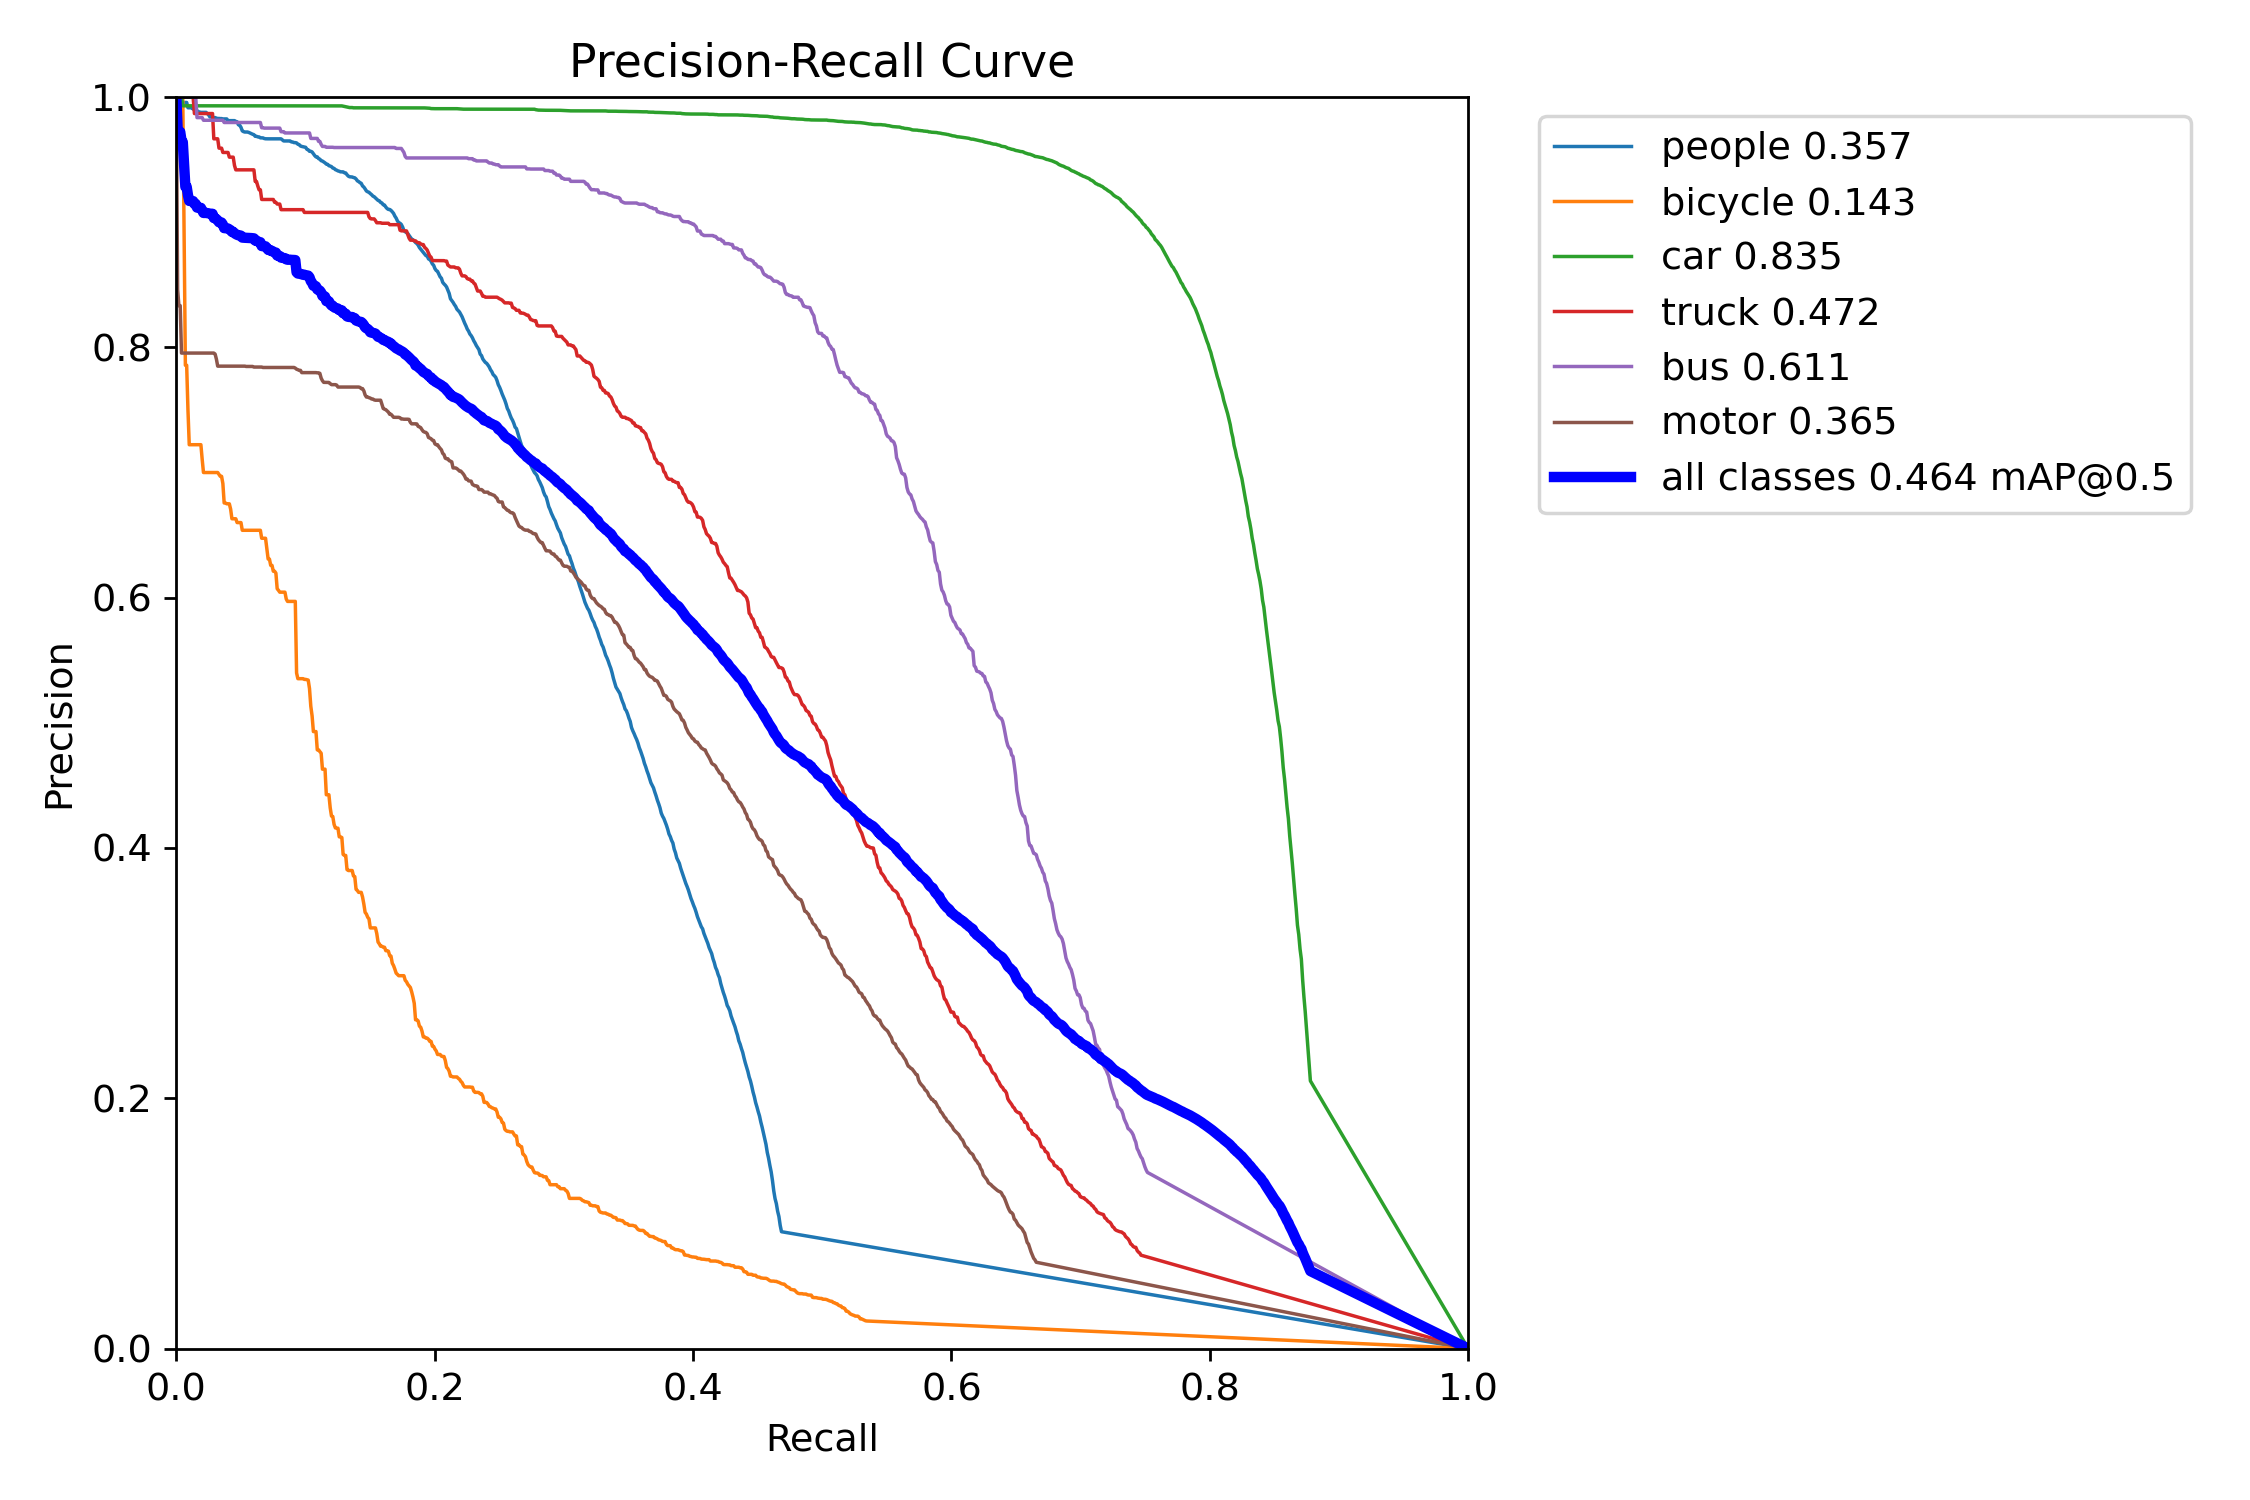 Precision-Recall Curve
1.0
0.8
0.6
0.4
0.2
0.0
Precision
0.0 0.2 0.4 0.6 0.8 1.0
Recall
people 0.357
bicycle 0.143
car 0.835
truck 0.472
bus 0.611
motor 0.365
all classes 0.464 mAP@0.5